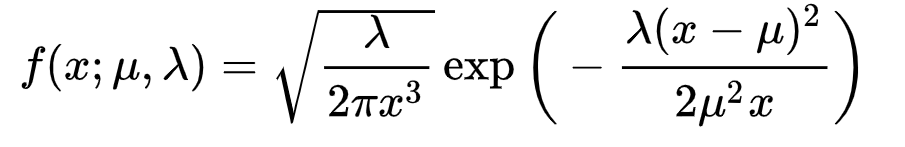 f(x; μ, λ) = √(λ / 2πx³) exp(− λ(x − μ)² / 2μ²x)